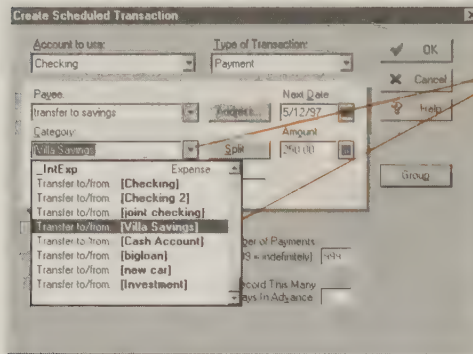 Create Scheduled Transaction
Account to use:
Type of Transaction:
Checking
Payment
OK
Cancel
Help
Group
Payee:
Next Date
transfer to savings
Address...
5/12/97
Category:
Amount
Villa Savings
Split
250.00
_IntExp Expense
Transfer to/from [Checking]
Transfer to/from [Checking 2]
Transfer to/from [joint checking]
Transfer to/from [Villa Savings]
Transfer to/from [Cash Account]
Transfer to/from [bigloan]
Transfer to/from [new car]
Transfer to/from [Investment]
of Payments
= indefinitely) 999
This Many
In Advance